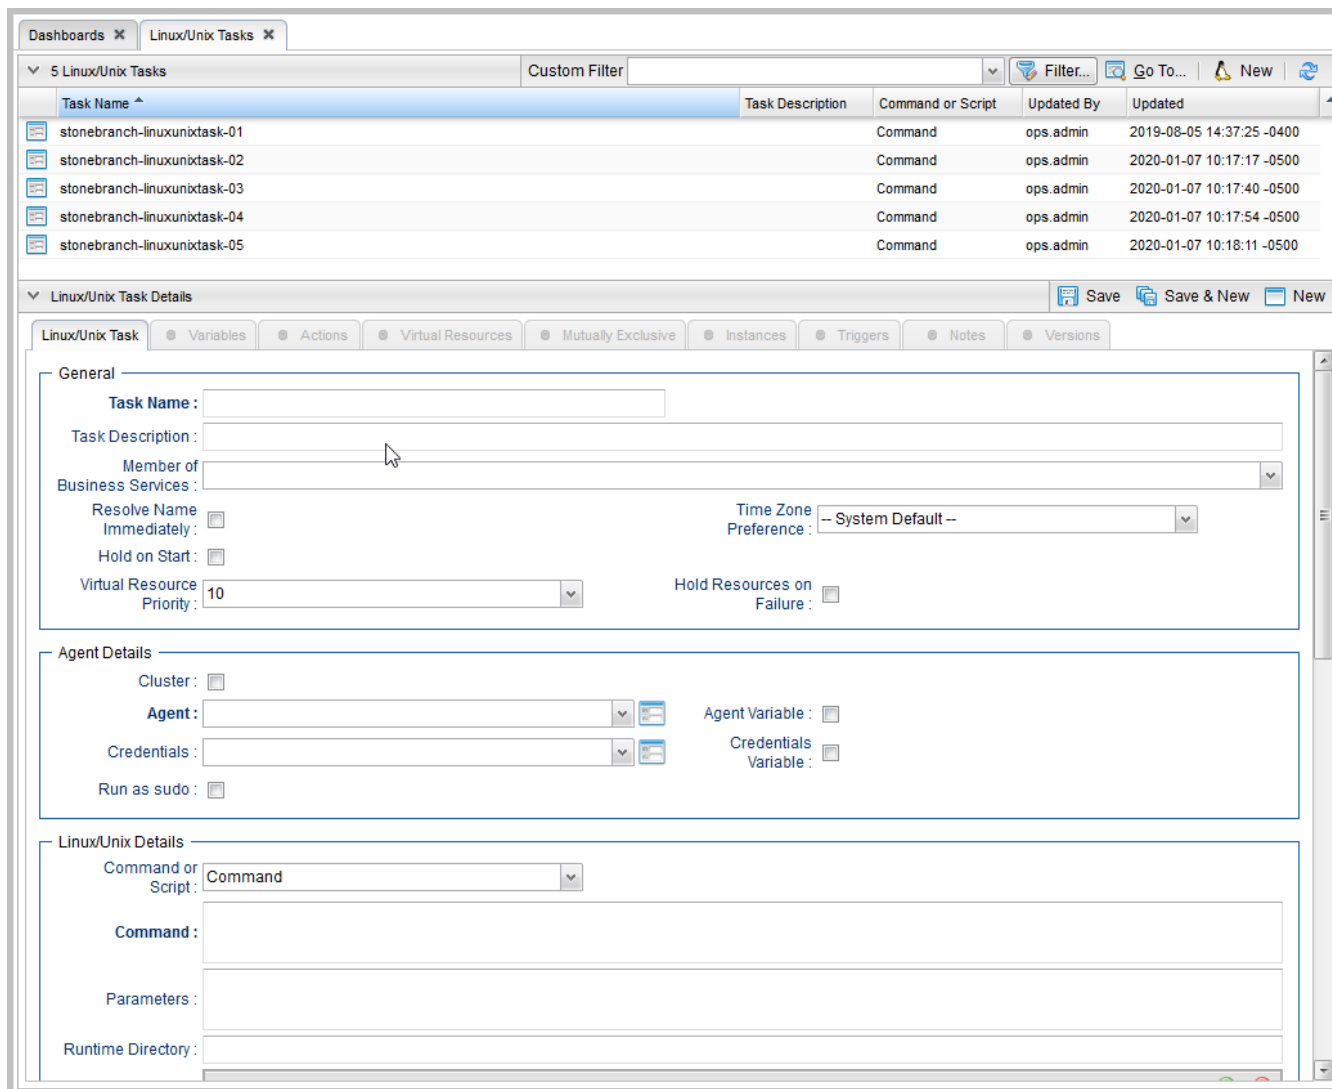 Dashboards
Linux/Unix Tasks
5 Linux/Unix Tasks
Custom Filter
Filter...
Go To...
New
Task Name
Task Description
Command or Script
Updated By
Updated
stonebranch-linuxunixtask-01 Command ops.admin 2019-08-05 14:37:25 -0400
stonebranch-linuxunixtask-02 Command ops.admin 2020-01-07 10:17:17 -0500
stonebranch-linuxunixtask-03 Command ops.admin 2020-01-07 10:17:40 -0500
stonebranch-linuxunixtask-04 Command ops.admin 2020-01-07 10:17:54 -0500
stonebranch-linuxunixtask-05 Command ops.admin 2020-01-07 10:18:11 -0500
Linux/Unix Task Details
Save
Save & New
New
Linux/Unix Task
Variables
Actions
Virtual Resources
Mutually Exclusive
Instances
Triggers
Notes
Versions
General
Task Name :
Task Description :
Member of
Business Services :
Resolve Name
Immediately :
Time Zone
Preference :
-- System Default --
Hold on Start :
Virtual Resource
Priority :
10
Hold Resources on
Failure :
Agent Details
Cluster :
Agent :
Agent Variable :
Credentials :
Credentials
Variable :
Run as sudo :
Linux/Unix Details
Command or
Script :
Command
Command :
Parameters :
Runtime Directory :